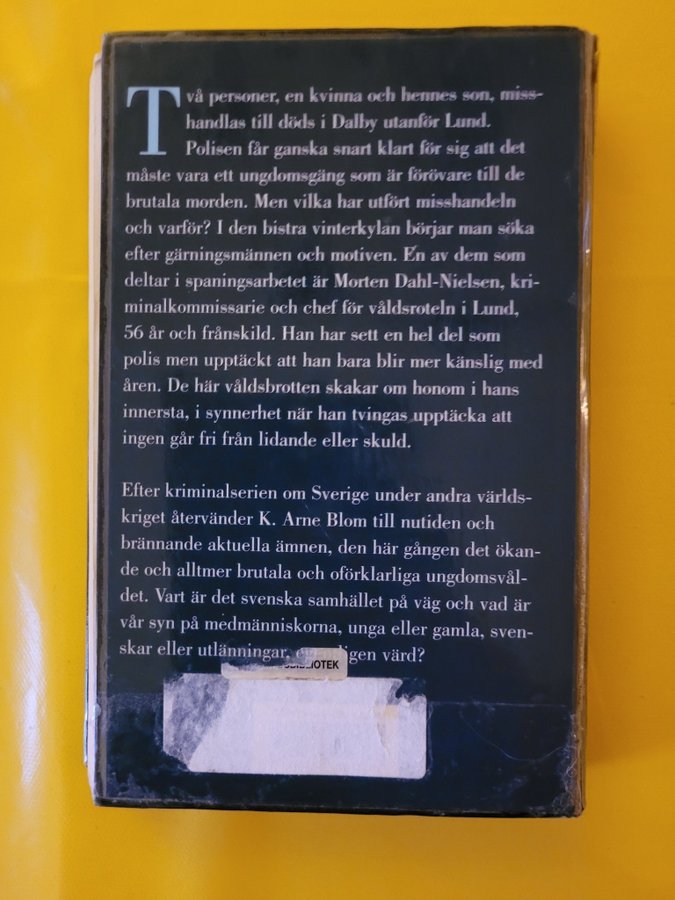 Två personer, en kvinna och hennes son, miss-
handlas till döds i Dalby utanför Lund.
Polisen får ganska snart klart för sig att det
måste vara ett ungdomsgäng som är förövare till de
brutala morden. Men vilka har utfört misshandeln
och varför? I den bistra vinterkylan börjar man söka
efter gärningsmännen och motiven. En av dem som
deltar i spaningsarbetet är Morten Dahl-Nielsen, kri-
minalkommissarie och chef för våldsroteln i Lund,
56 år och frånskild. Han har sett en hel del som
polis men upptäckt att han bara blir mer känslig med
åren. De här våldsbrotten skakar om honom i hans
innersta, i synnerhet när han tvingas upptäcka att
ingen går fri från lidande eller skuld.
Efter kriminalserien om Sverige under andra världs-
kriget återvänder K. Arne Blom till nutiden och
brännande aktuella ämnen, den här gången det ökan-
de och alltmer brutala och oförklarliga ungdomsvål-
det. Vart är det svenska samhället på väg och vad är
vår syn på medmänniskorna, unga eller gamla, sven-
skar eller utlänningar, värd?